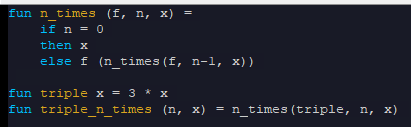 fun n_times (f, n, x) =
    if n = 0
    then x
    else f (n_times(f, n-1, x))

fun triple x = 3 * x
fun triple_n_times (n, x) = n_times(triple, n, x)